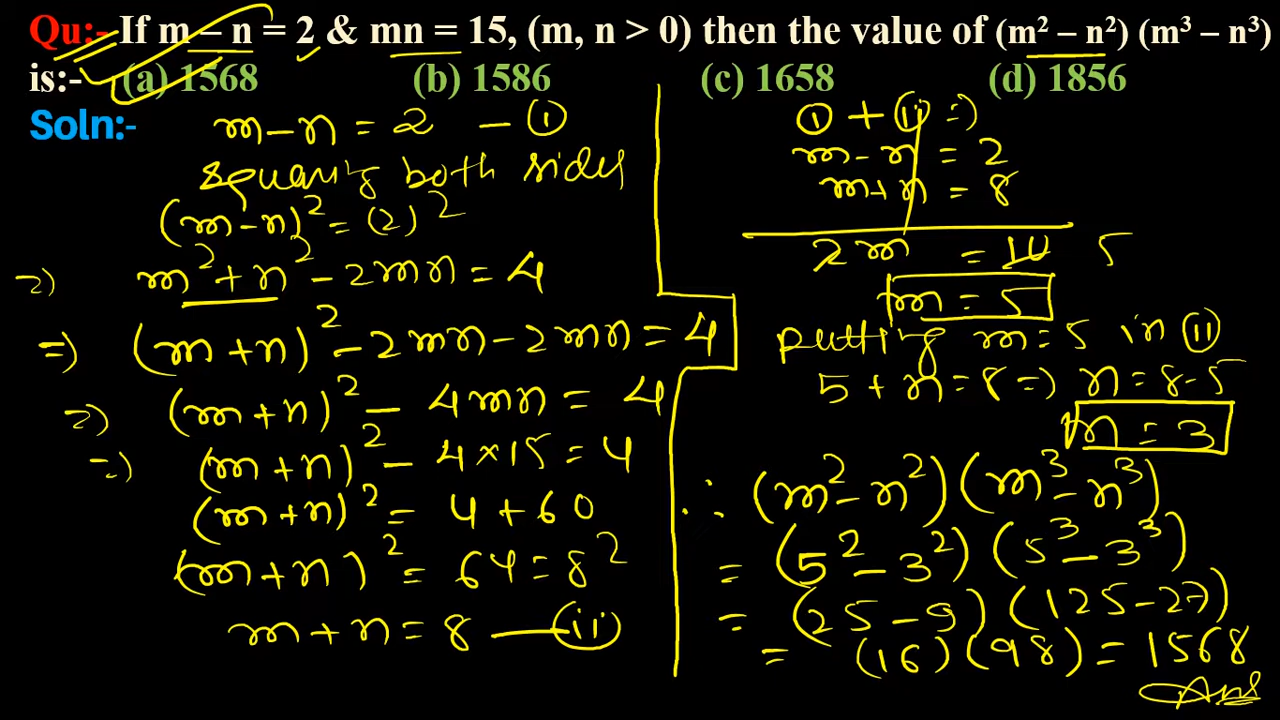 Qu:- If m – n = 2 & mn = 15, (m, n > 0) then the value of (m² – n²) (m³ – n³)
is:- (a) 1568 (b) 1586 (c) 1658 (d) 1856
Soln:-
m - n = 2 — (i)
squaring both sides
(m - n)² = (2)²
=> m² + n² - 2mn = 4
=> (m + n)² - 2mn - 2mn = 4
=> (m + n)² - 4mn = 4
=> (m + n)² - 4 × 15 = 4
(m + n)² = 4 + 60
(m + n)² = 64 = 8²
m + n = 8 — (ii)
(i) + (ii) =>
m - n = 2
m + n = 8
2m = 10 5
m = 5
putting m = 5 in (ii)
5 + n = 8 => n = 8 - 5
n = 3
∴ (m² - n²) (m³ - n³)
= (5² - 3²) (5³ - 3³)
= (25 - 9) (125 - 27)
= (16) (98) = 1568
Ans